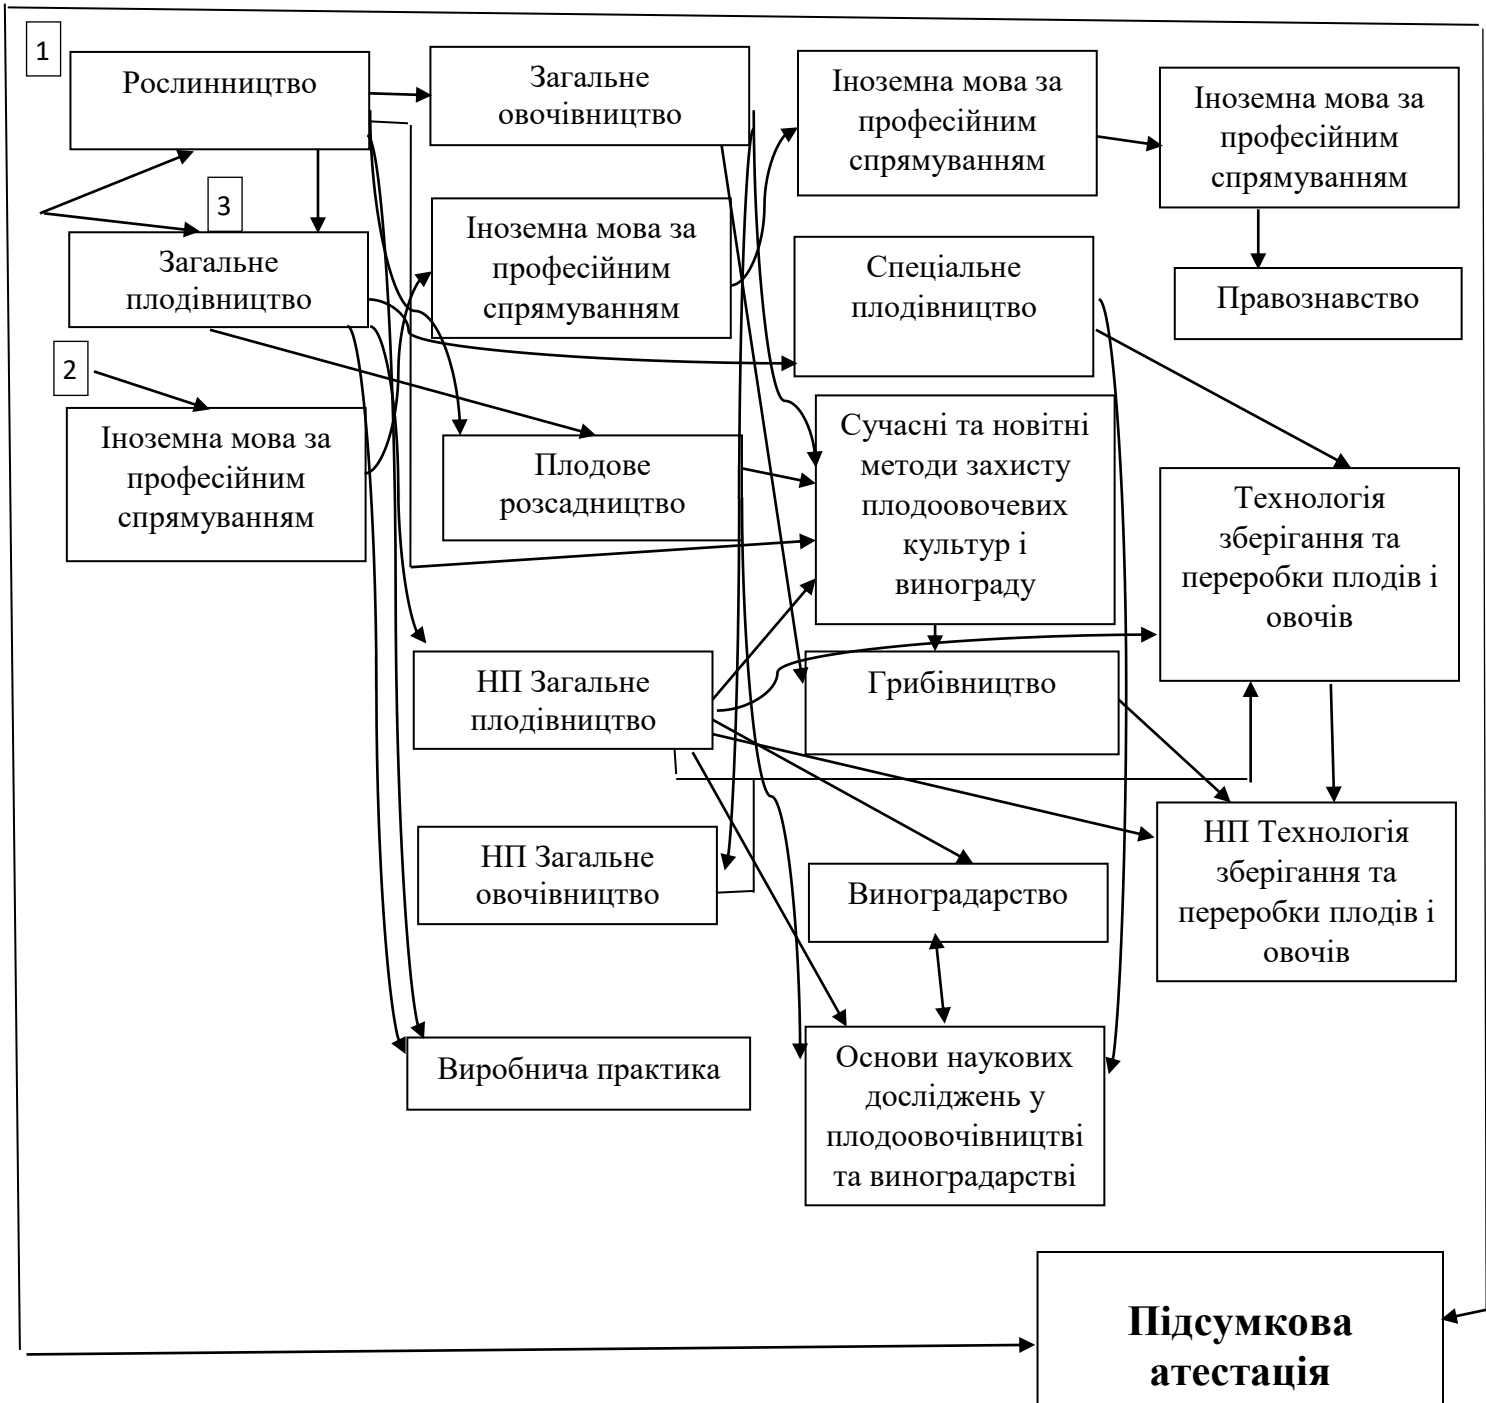 1
Рослинництво
3
Загальне
плодівництво
2
Іноземна мова за
професійним
спрямуванням
Загальне
овочівництво
Іноземна мова за
професійним
спрямуванням
Плодове
розсадництво
НП Загальне
плодівництво
НП Загальне
овочівництво
Виробнича практика
Іноземна мова за
професійним
спрямуванням
Спеціальне
плодівництво
Сучасні та новітні
методи захисту
плодоовочевих
культур і
винограду
Грибівництво
Виноградарство
Основи наукових
досліджень у
плодоовочівництві
та виноградарстві
Іноземна мова за
професійним
спрямуванням
Правознавство
Технологія
зберігання та
переробки плодів і
овочів
НП Технологія
зберігання та
переробки плодів і
овочів
Підсумкова
атестація